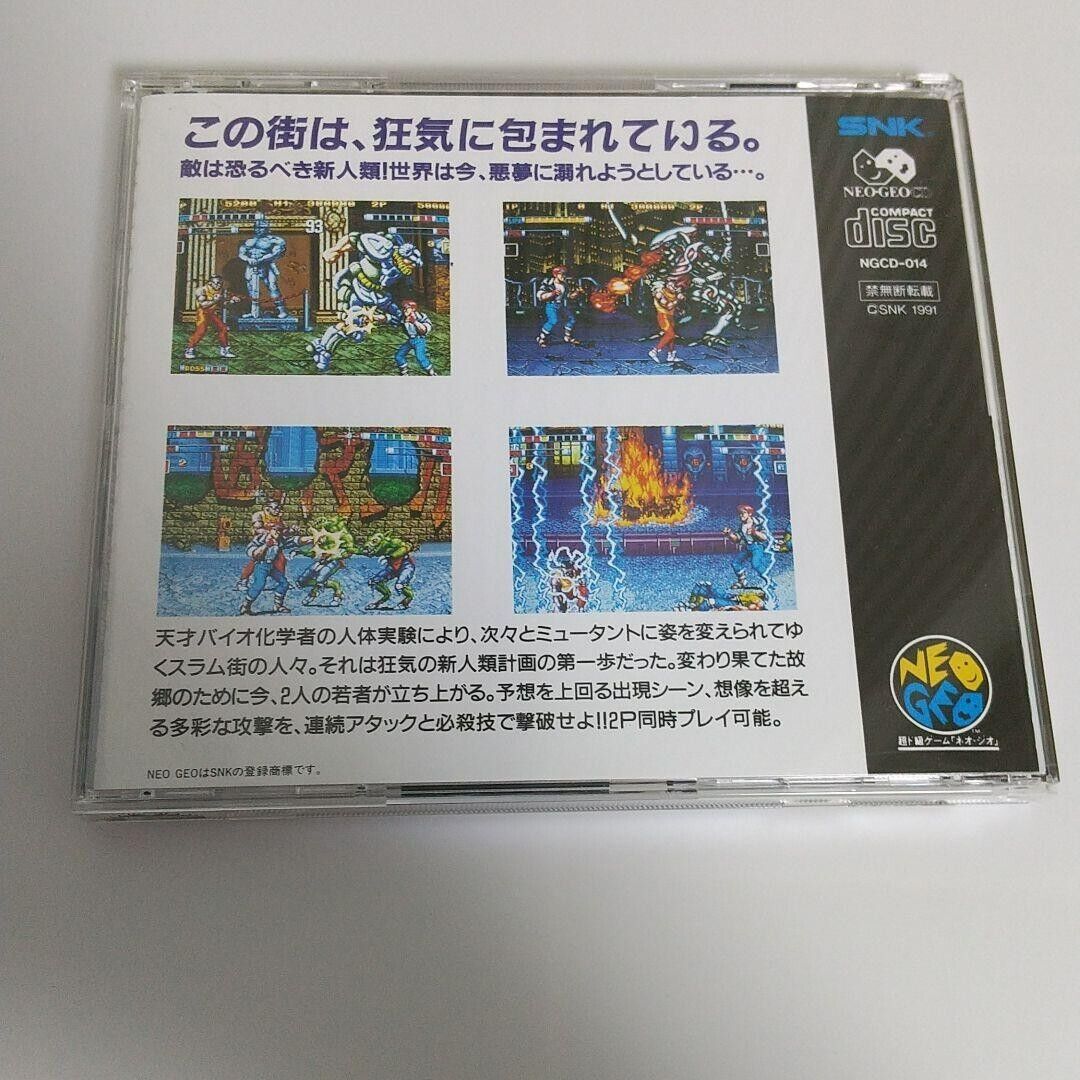 この街は、狂気に包まれている。
敵は恐るべき新人類!世界は今、悪夢に溺れようとしている…。
SNK
NEO・GEO CD
COMPACT
disc
NGCD-014
禁無断転載
©SNK 1991
93
天才バイオ化学者の人体実験により、次々とミュータントに姿を変えられてゆ
くスラム街の人々。それは狂気の新人類計画の第一歩だった。変わり果てた故
郷のために今、2人の若者が立ち上がる。予想を上回る出現シーン、想像を超え
る多彩な攻撃を、連続アタックと必殺技で撃破せよ!!2P同時プレイ可能。
NEO GEOはSNKの登録商標です。
NEO
GEO
TM
超ド級ゲーム「ネオ・ジオ」